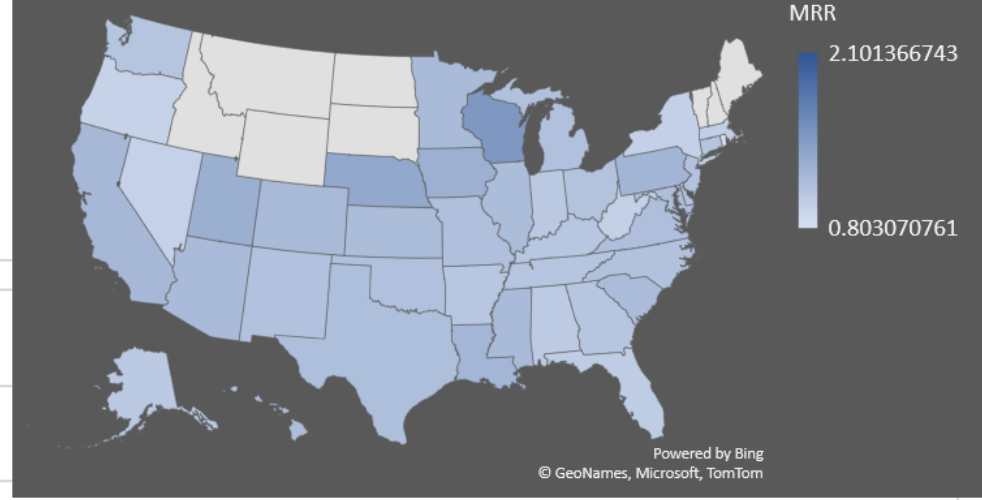 MRR
2.101366743
0.803070761
Powered by Bing
© GeoNames, Microsoft, TomTom